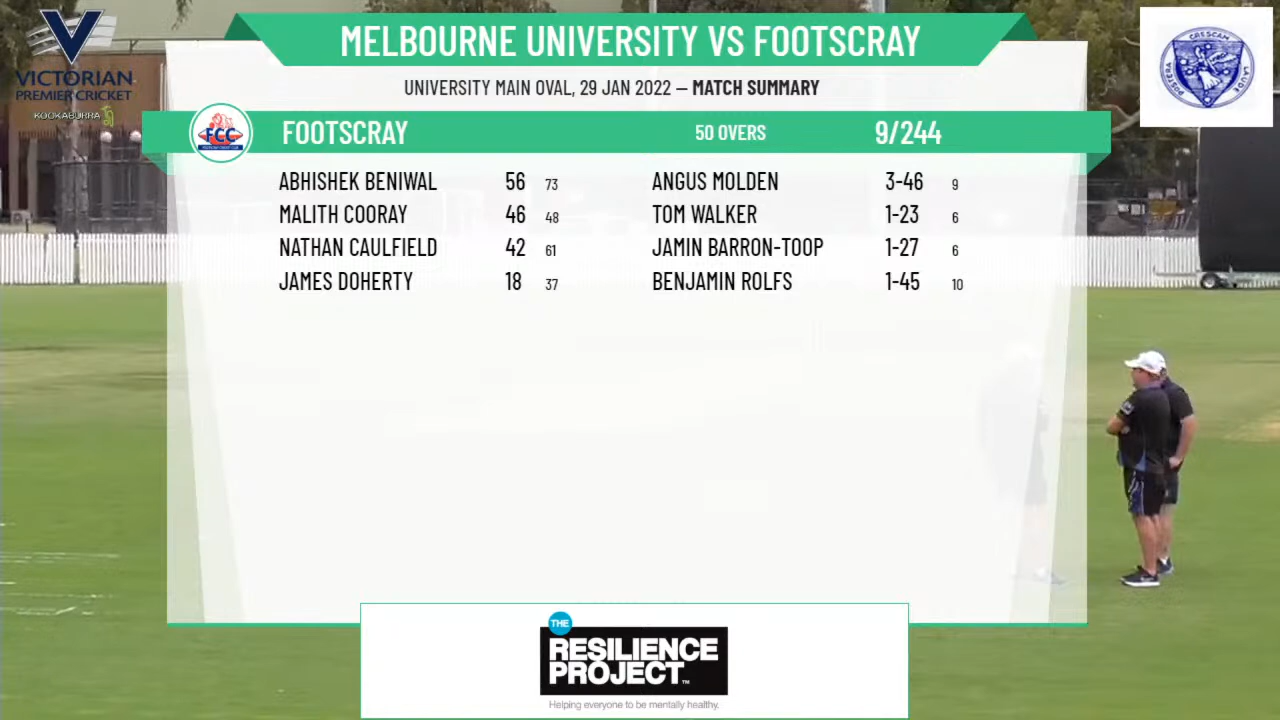 MELBOURNE UNIVERSITY VS FOOTSCRAY
VICTORIAN
PREMIER CRICKET
KOOKABURRA
UNIVERSITY MAIN OVAL, 29 JAN 2022 – MATCH SUMMARY
FCC
FOOTSCRAY 50 OVERS 9/244
ABHISHEK BENIWAL 56 73 ANGUS MOLDEN 3-46 9
MALITH COORAY 46 48 TOM WALKER 1-23 6
NATHAN CAULFIELD 42 61 JAMIN BARRON-TOOP 1-27 6
JAMES DOHERTY 18 37 BENJAMIN ROLFS 1-45 10
THE
RESILIENCE
PROJECT™
Helping everyone to be mentally healthy.